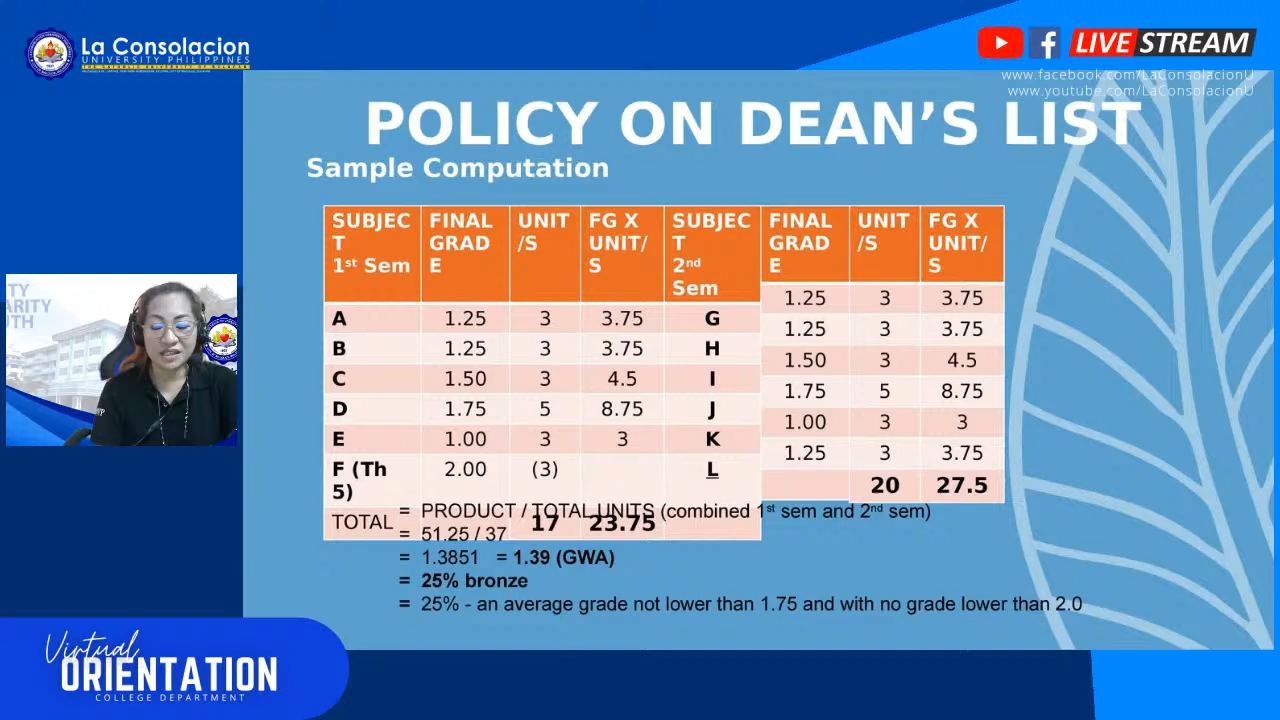 La Consolacion
UNIVERSITY PHILIPPINES
LIVE STREAM
www.facebook.com/LaConsolacionU
www.youtube.com/LaConsolacionU
POLICY ON DEAN’S LIST
Sample Computation
SUBJEC
T
1st Sem
FINAL
GRAD
E
UNIT
/S
FG X
UNIT/
S
SUBJEC
T
2nd
Sem
FINAL
GRAD
E
UNIT
/S
FG X
UNIT/
S
A 1.25 3 3.75 G 1.25 3 3.75
B 1.25 3 3.75 H 1.25 3 3.75
C 1.50 3 4.5 I 1.50 3 4.5
D 1.75 5 8.75 J 1.75 5 8.75
E 1.00 3 3 K 1.00 3 3
F (Th
5) 2.00 (3) L 1.25 3 3.75
TOTAL 17 23.75 20 27.5
= PRODUCT / TOTAL UNITS (combined 1st sem and 2nd sem)
= 51.25 / 37
= 1.3851 = 1.39 (GWA)
= 25% bronze
= 25% - an average grade not lower than 1.75 and with no grade lower than 2.0
Virtual
ORIENTATION
COLLEGE DEPARTMENT